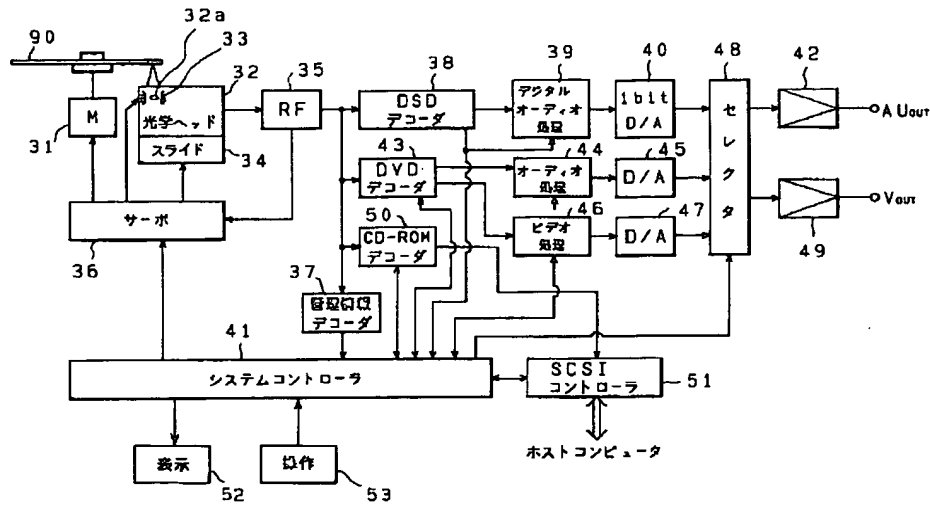 90
32a
33
32
35
38
39
40
48
42
M
31
光学ヘッド
スライド
34
RF
DSD
デコーダ
デジタル
オーディオ
処理
1bit
D/A
セレクタ
AUOUT
43
DVD
デコーダ
44
オーディオ
処理
45
D/A
サーボ
36
50
CD-ROM
デコーダ
46
ビデオ
処理
47
D/A
VOUT
49
37
管理情報
デコーダ
41
システムコントローラ
SCSI
コントローラ
51
ホストコンピュータ
表示
52
操作
53